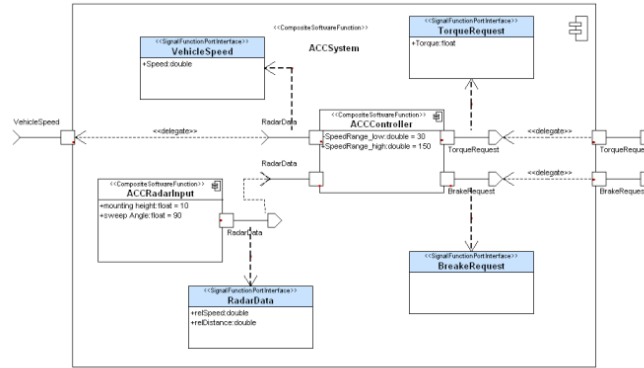 <<CompositeSoftwareFunction>>
ACCSystem
<<SignalFunctionPortInterface>>
VehicleSpeed
+Speed:double
<<SignalFunctionPortInterface>>
TorqueRequest
+Torque:float
VehicleSpeed
<<delegate>>
RadarData
<<CompositeSoftwareFunction>>
ACCController
-SpeedRange_low:double = 30
-SpeedRange_high:double = 150
TorqueRequest
<<delegate>>
TorqueRequest
RadarData
BrakeRequest
<<delegate>>
BrakeRequest
<<CompositeSoftwareFunction>>
ACCRadarInput
+mounting height:float = 10
+sweep Angle:float = 90
RadarData
<<SignalFunctionPortInterface>>
BreakeRequest
<<SignalFunctionPortInterface>>
RadarData
+relSpeed:double
+relDistance:double